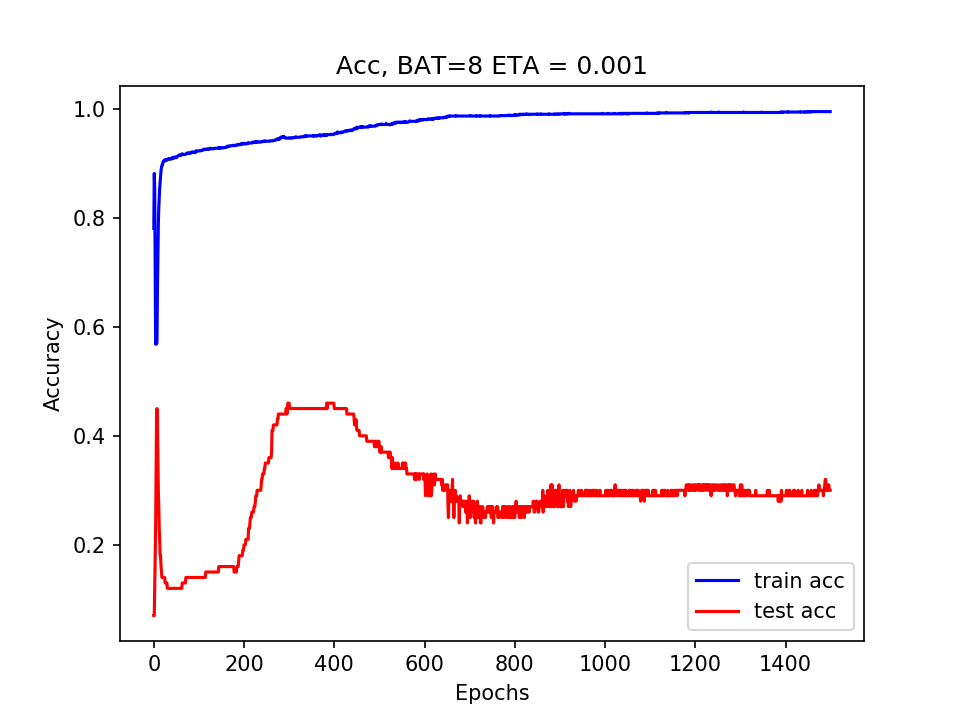 Acc, BAT=8 ETA = 0.001
1.0
0.8
0.6
0.4
0.2
Accuracy
0 200 400 600 800 1000 1200 1400
Epochs
train acc
test acc